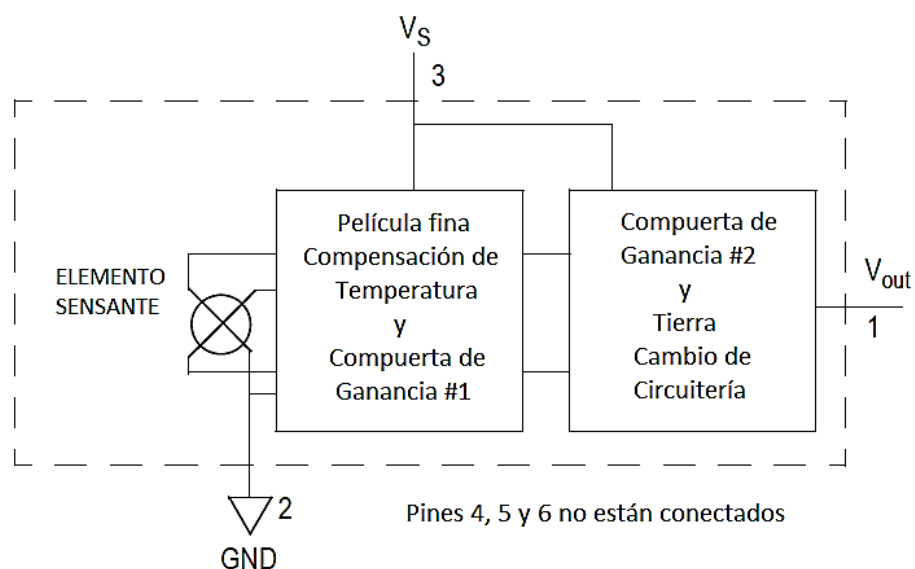 V_S
3
Película fina
Compensación de
Temperatura
y
Compuerta de
Ganancia #1
Compuerta de
Ganancia #2
y
Tierra
Cambio de
Circuitería
ELEMENTO
SENSANTE
V_out
1
2
GND
Pines 4, 5 y 6 no están conectados